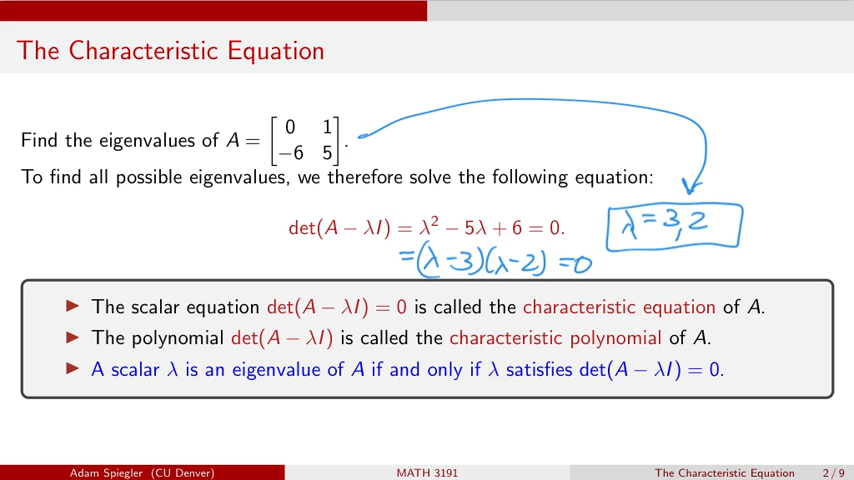 The Characteristic Equation
Find the eigenvalues of A = [0 1
−6 5].
To find all possible eigenvalues, we therefore solve the following equation:
det(A − λI) = λ² − 5λ + 6 = 0.
λ = 3, 2
= (λ − 3)(λ − 2) = 0
▶ The scalar equation det(A − λI) = 0 is called the characteristic equation of A.
▶ The polynomial det(A − λI) is called the characteristic polynomial of A.
▶ A scalar λ is an eigenvalue of A if and only if λ satisfies det(A − λI) = 0.
Adam Spiegler (CU Denver) MATH 3191 The Characteristic Equation 2 / 9